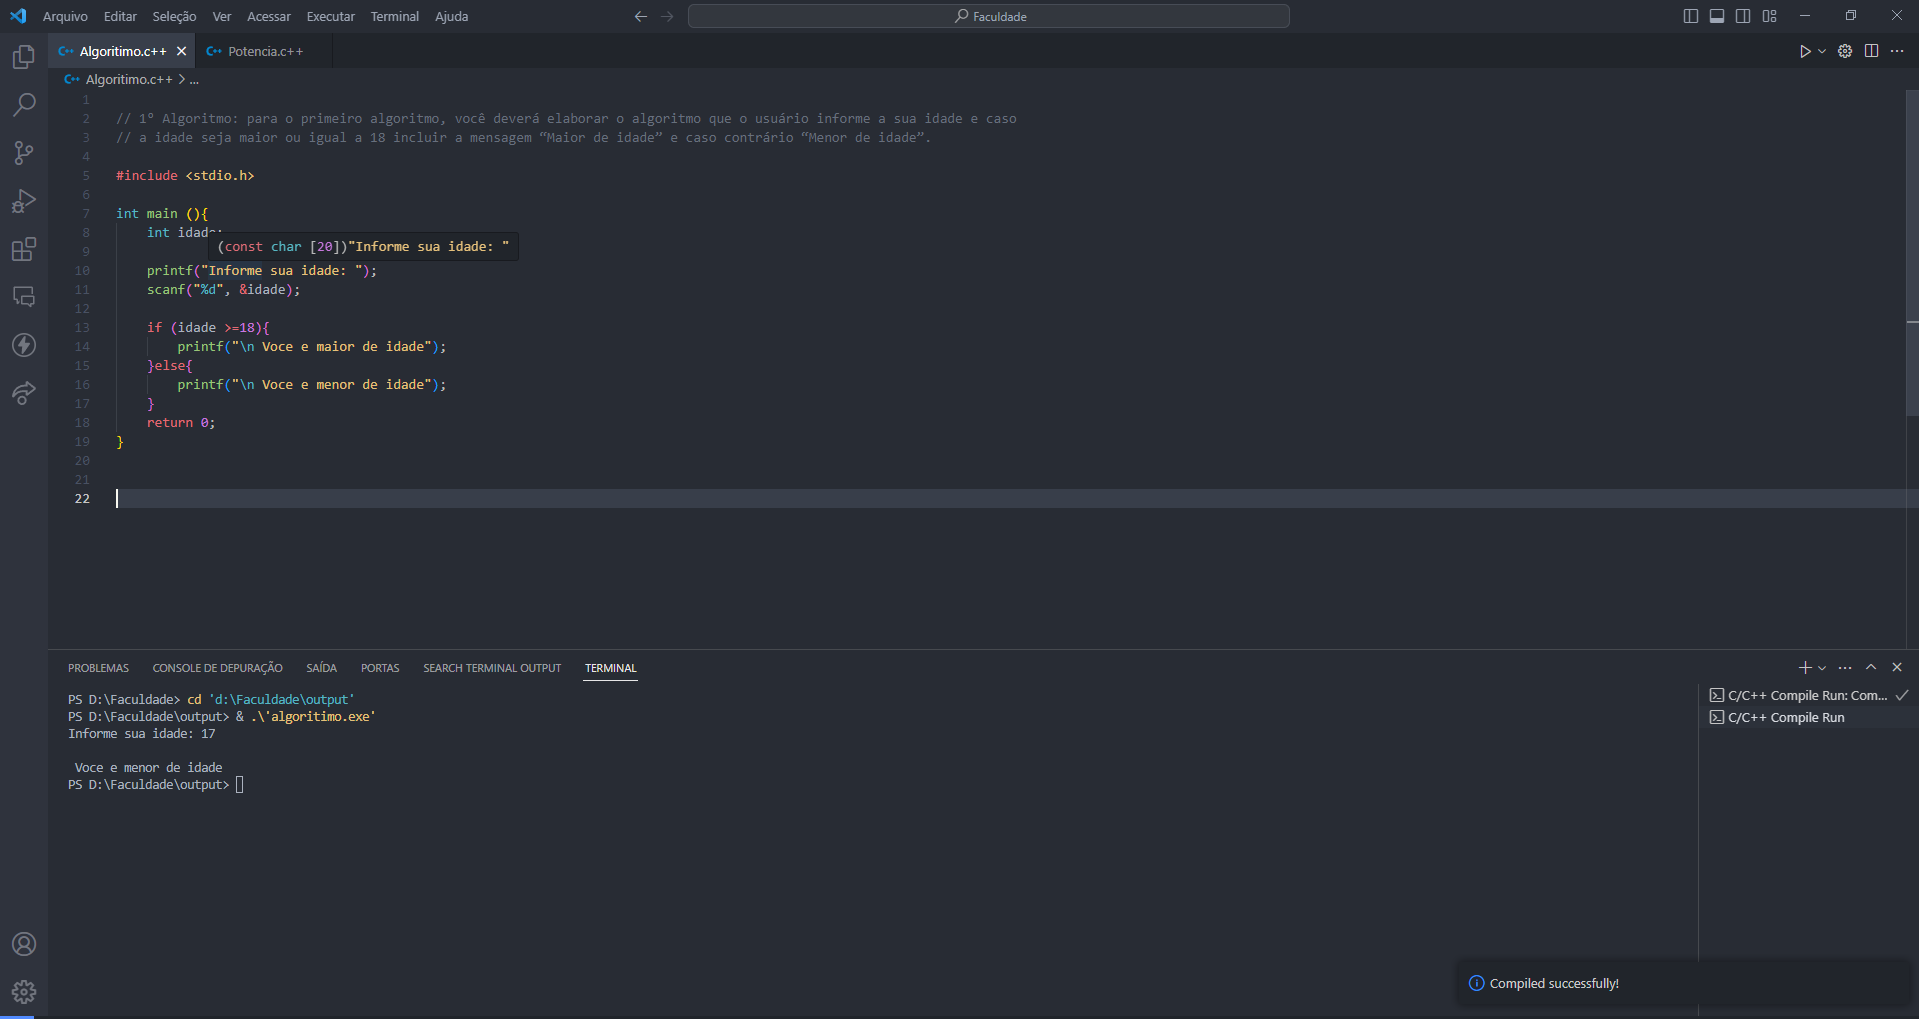 Arquivo Editar Seleção Ver Acessar Executar Terminal Ajuda Faculdade
C++ Algoritimo.c++ C++ Potencia.c++
C++ Algoritimo.c++ > ...
1
2 // 1º Algoritmo: para o primeiro algoritmo, você deverá elaborar o algoritmo que o usuário informe a sua idade e caso
3 // a idade seja maior ou igual a 18 incluir a mensagem “Maior de idade” e caso contrário “Menor de idade”.
4
5 #include <stdio.h>
6
7 int main (){
8 int idade;
(const char [20])"Informe sua idade: "
9
10 printf("Informe sua idade: ");
11 scanf("%d", &idade);
12
13 if (idade >=18){
14 printf("\n Voce e maior de idade");
15 }else{
16 printf("\n Voce e menor de idade");
17 }
18 return 0;
19 }
20
21
22
PROBLEMAS CONSOLE DE DEPURAÇÃO SAÍDA PORTAS SEARCH TERMINAL OUTPUT TERMINAL
PS D:\Faculdade> cd 'd:\Faculdade\output'
PS D:\Faculdade\output> & .\'algoritimo.exe'
Informe sua idade: 17
Voce e menor de idade
PS D:\Faculdade\output>
C/C++ Compile Run: Com...
C/C++ Compile Run
Compiled successfully!